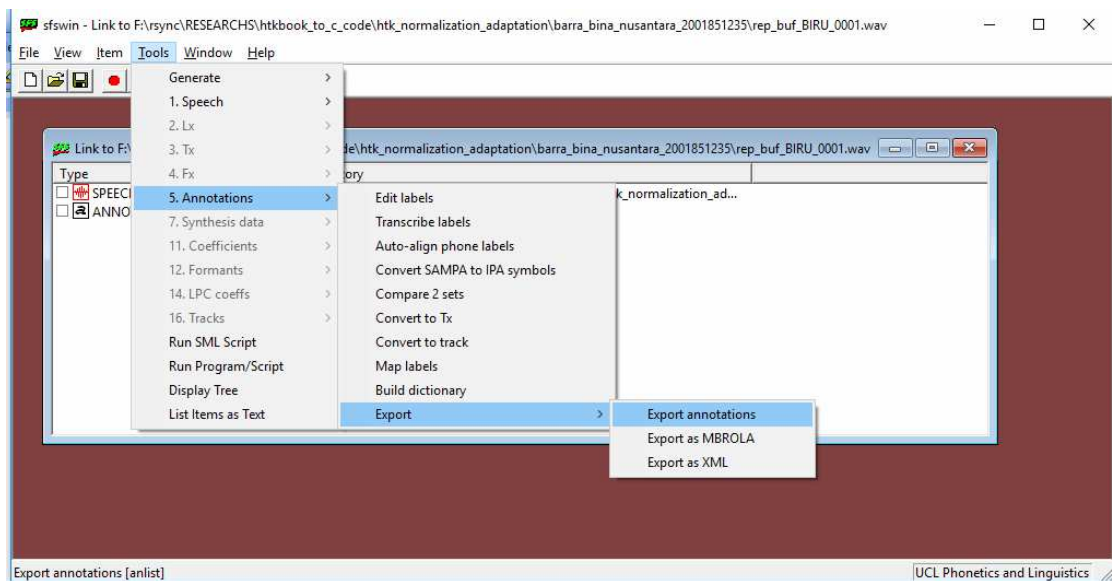 sfswin - Link to F:\rsync\RESEARCHS\htkbook_to_c_code\htk_normalization_adaptation\barra_bina_nusantara_2001851235\rep_buf_BIRU_0001.wav
File View Item Tools Window Help
Generate
1. Speech
2. Lx
3. Tx
4. Fx
5. Annotations
7. Synthesis data
11. Coefficients
12. Formants
14. LPC coeffs
16. Tracks
Run SML Script
Run Program/Script
Display Tree
List Items as Text
Link to F:\ de\htk_normalization_adaptation\barra_bina_nusantara_2001851235\rep_buf_BIRU_0001.wav
Type ory
SPEECH k_normalization_ad...
ANNO
Edit labels
Transcribe labels
Auto-align phone labels
Convert SAMPA to IPA symbols
Compare 2 sets
Convert to Tx
Convert to track
Map labels
Build dictionary
Export
Export annotations
Export as MBROLA
Export as XML
Export annotations [anlist] UCL Phonetics and Linguistics